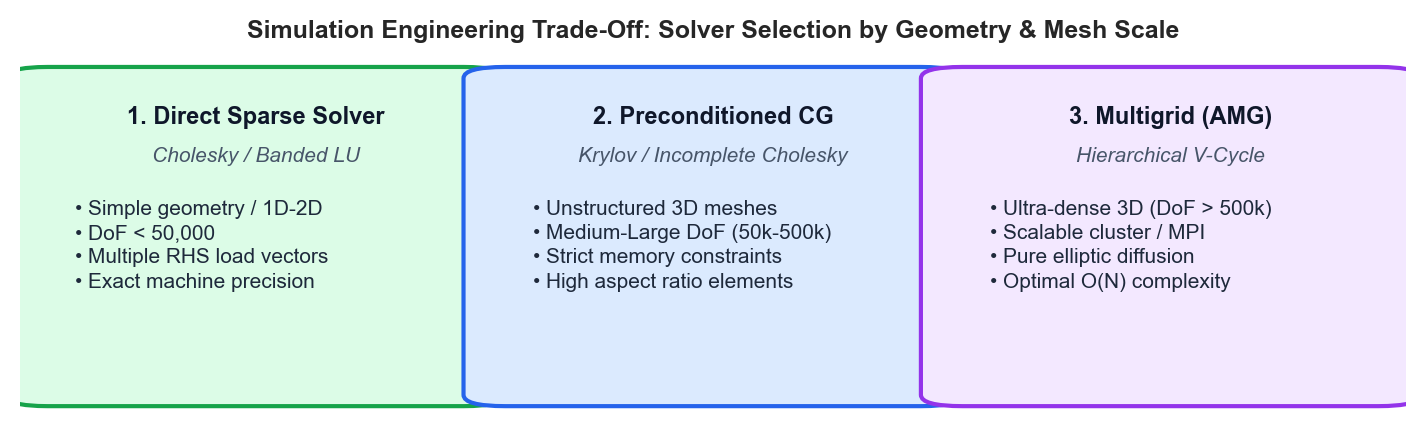 Simulation Engineering Trade-Off: Solver Selection by Geometry & Mesh Scale
1. Direct Sparse Solver
Cholesky / Banded LU
• Simple geometry / 1D-2D
• DoF < 50,000
• Multiple RHS load vectors
• Exact machine precision
2. Preconditioned CG
Krylov / Incomplete Cholesky
• Unstructured 3D meshes
• Medium-Large DoF (50k-500k)
• Strict memory constraints
• High aspect ratio elements
3. Multigrid (AMG)
Hierarchical V-Cycle
• Ultra-dense 3D (DoF > 500k)
• Scalable cluster / MPI
• Pure elliptic diffusion
• Optimal O(N) complexity